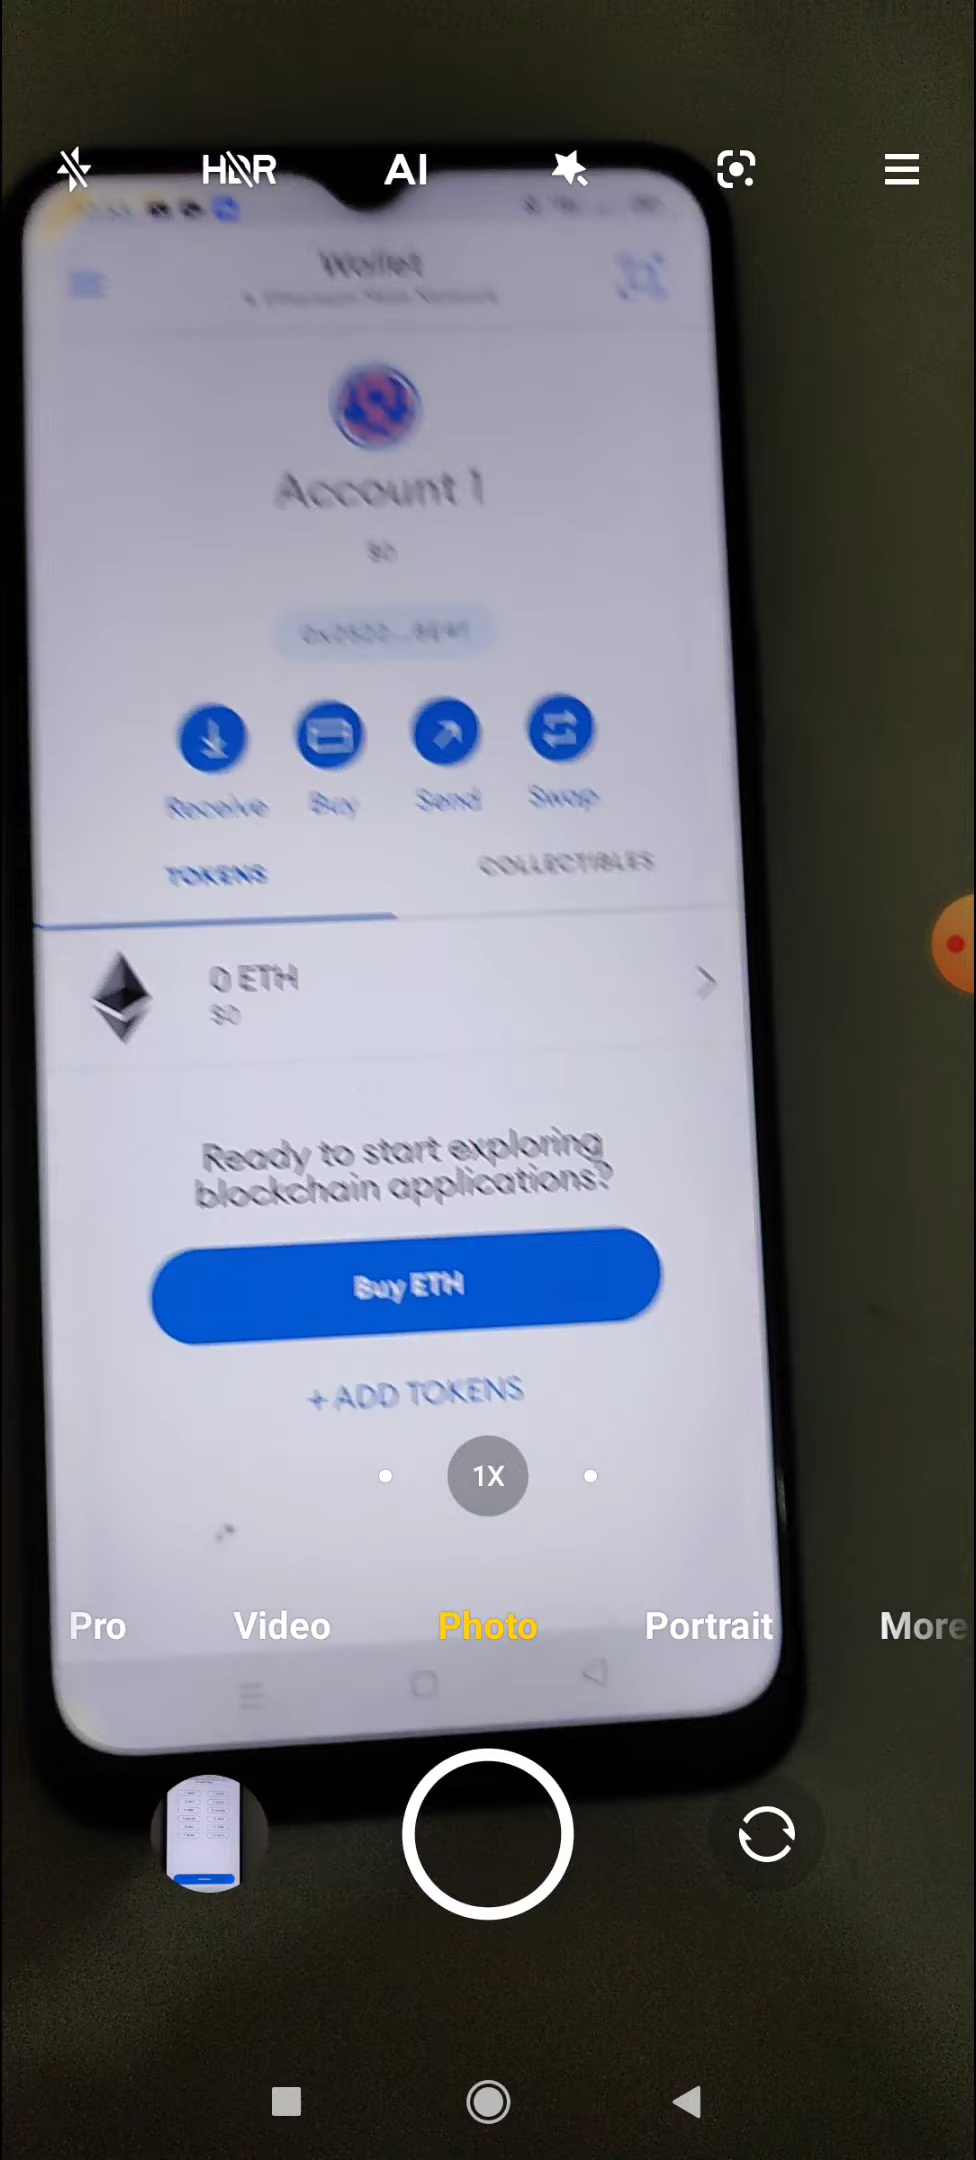 HDR
AI
Wallet
Account 1
$0
Receive
Buy
Send
Swap
TOKENS
COLLECTIBLES
0 ETH
$0
Ready to start exploring
blockchain applications?
Buy ETH
+ ADD TOKENS
1X
Pro
Video
Photo
Portrait
More